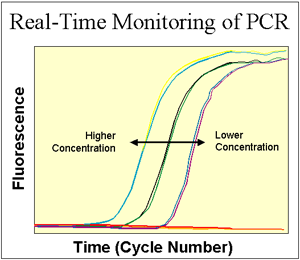 Real-Time Monitoring of PCR
Fluorescence
Higher
Concentration
Lower
Concentration
Time (Cycle Number)